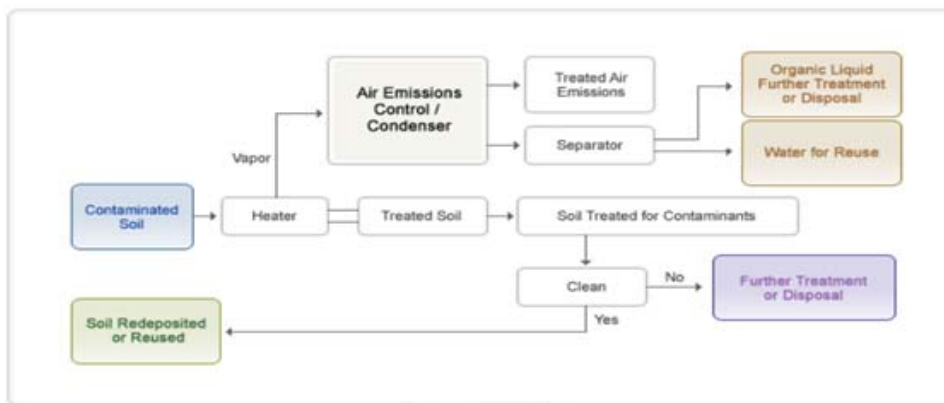 Air Emissions
Control /
Condenser
Treated Air
Emissions
Organic Liquid
Further Treatment
or Disposal
Separator
Water for Reuse
Vapor
Contaminated
Soil
Heater
Treated Soil
Soil Treated for Contaminants
Clean
No
Further Treatment
or Disposal
Yes
Soil Redeposited
or Reused